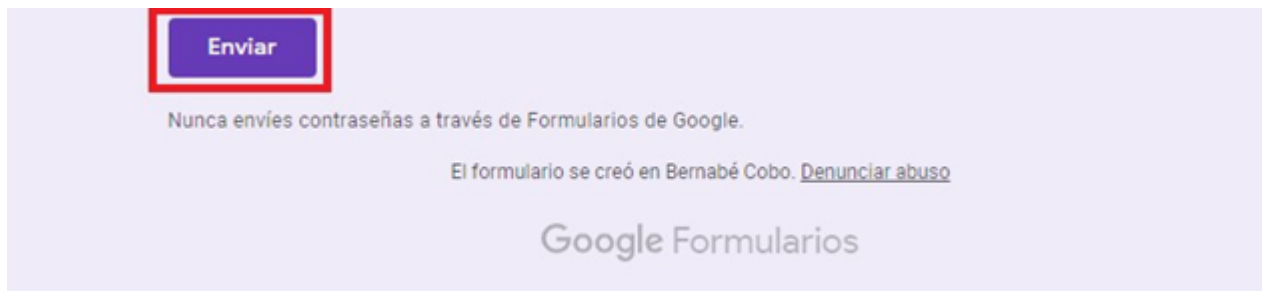 Enviar
Nunca envíes contraseñas a través de Formularios de Google.
El formulario se creó en Bernabé Cobo. Denunciar abuso
Google Formularios